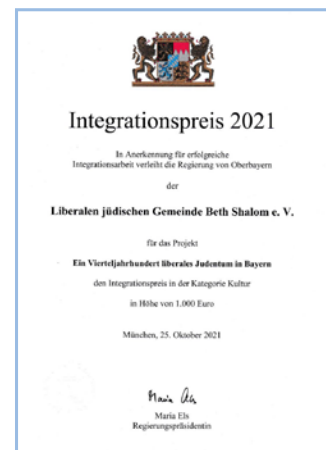 Integrationspreis 2021
In Anerkennung für erfolgreiche
Integrationsarbeit verleiht die Regierung von Oberbayern
der
Liberalen jüdischen Gemeinde Beth Shalom e. V.
für das Projekt
Ein Vierteljahrhundert liberales Judentum in Bayern
den Integrationspreis in der Kategorie Kultur
in Höhe von 1.000 Euro
München, 25. Oktober 2021
Maria Els
Maria Els
Regierungspräsidentin